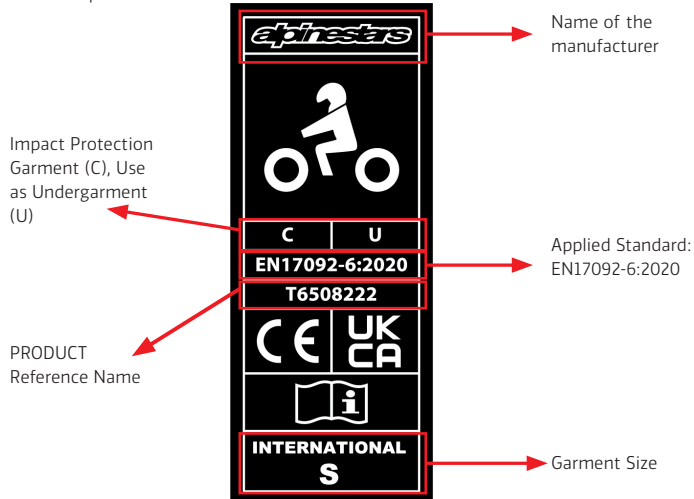 alpinestars
Name of the
manufacturer
Impact Protection
Garment (C), Use
as Undergarment
(U)
C U
EN17092-6:2020
Applied Standard:
EN17092-6:2020
T6508222
PRODUCT
Reference Name
CE UK
CA
i
INTERNATIONAL
S
Garment Size